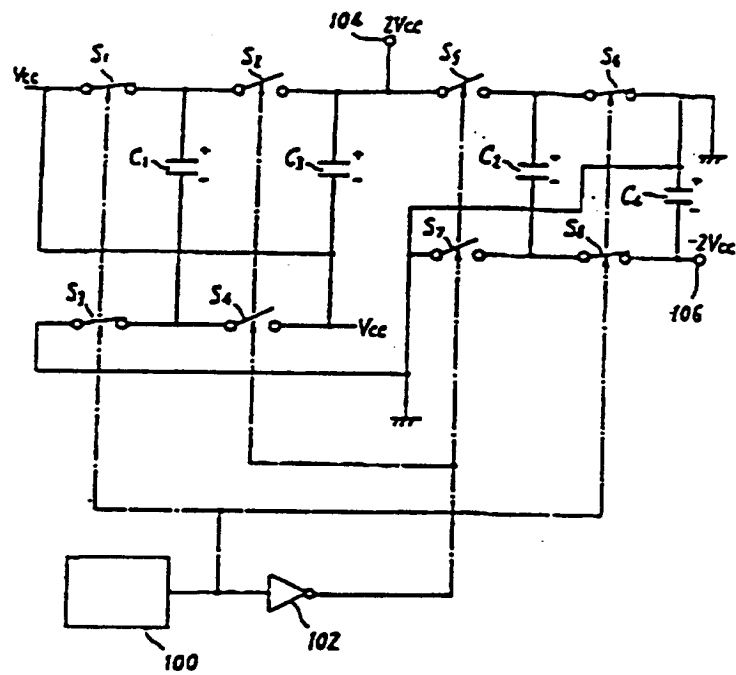 104 2Vcc
Vcc S1 S2 S5 S6
C1 + - C3 + - C2 + - C4 + -
S7 S8 -2Vcc
S3 S4 Vcc 106
102
100